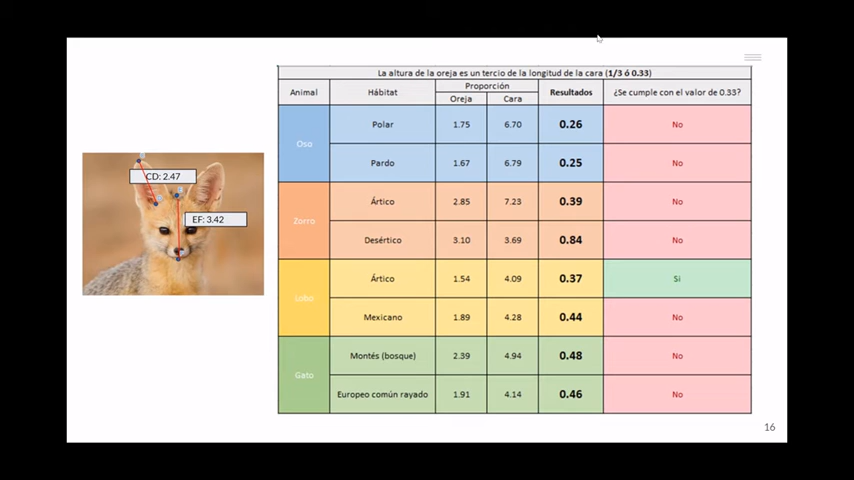 La altura de la oreja es un tercio de la longitud de la cara (1/3 ó 0.33)
Animal Hábitat Proporción Resultados ¿Se cumple con el valor de 0.33?
Oreja Cara
Oso Polar 1.75 6.70 0.26 No
Pardo 1.67 6.79 0.25 No
Zorro Ártico 2.85 7.23 0.39 No
Desértico 3.10 3.69 0.84 No
Lobo Ártico 1.54 4.09 0.37 Si
Mexicano 1.89 4.28 0.44 No
Gato Montés (bosque) 2.39 4.94 0.48 No
Europeo común rayado 1.91 4.14 0.46 No
CD: 2.47
EF: 3.42
16